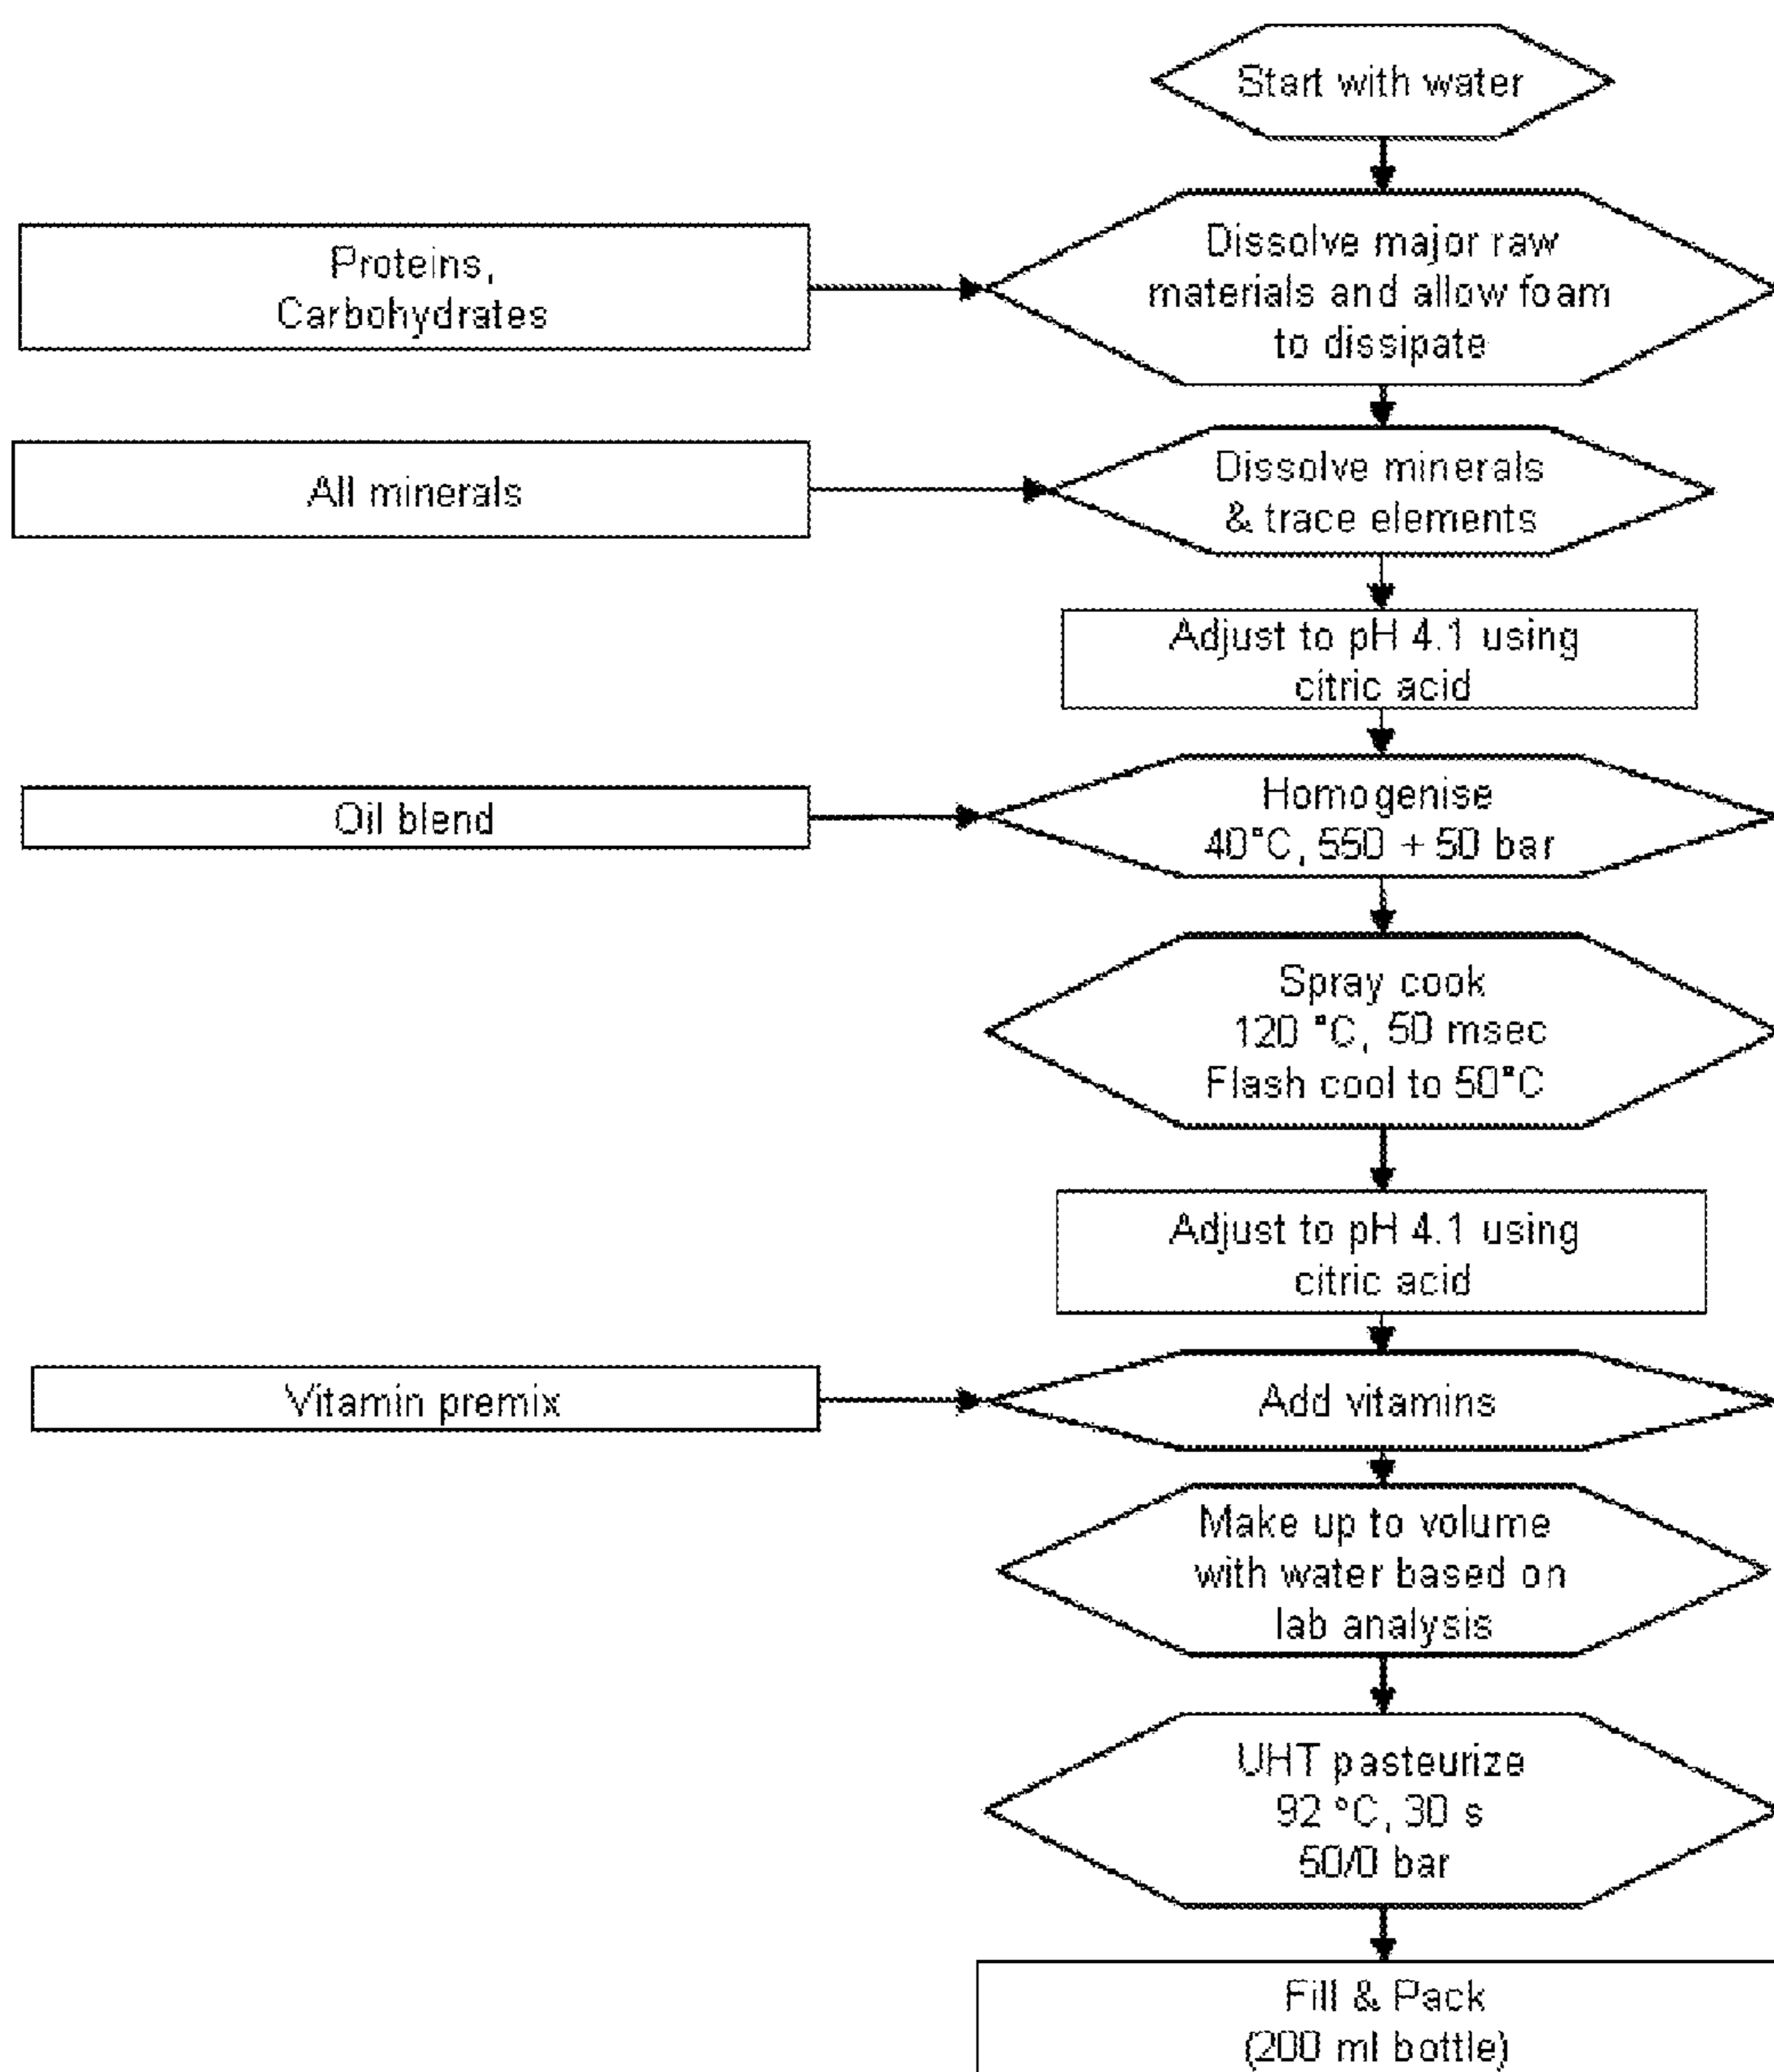 Start with water
Proteins,
Carbohydrates
Dissolve major raw
materials and allow foam
to dissipate
All minerals
Dissolve minerals
& trace elements
Adjust to pH 4.1 using
citric acid
Oil blend
Homogenise
40°C, 550 + 50 bar
Spray cook
120 °C, 50 msec
Flash cool to 50°C
Adjust to pH 4.1 using
citric acid
Vitamin premix
Add vitamins
Make up to volume
with water based on
lab analysis
UHT pasteurize
92 °C, 30 s
50/0 bar
Fill & Pack
(200 ml bottle)